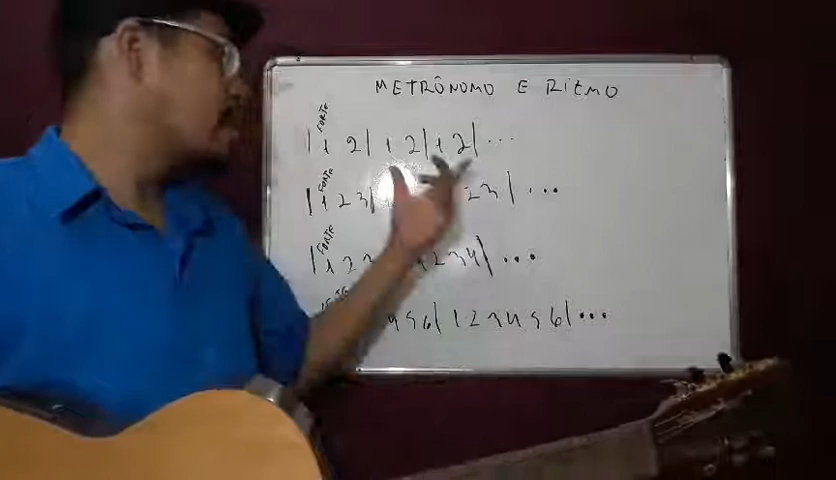 METRÔNOMO E RITMO
FORTE
| 1 2 | 1 2 | 1 2 | ...
FORTE
| 1 2 3 | 2 3 | ...
FORTE
| 1 2 3 1 2 3 4 | ...
4 5 6 | 1 2 3 4 5 6 | ...